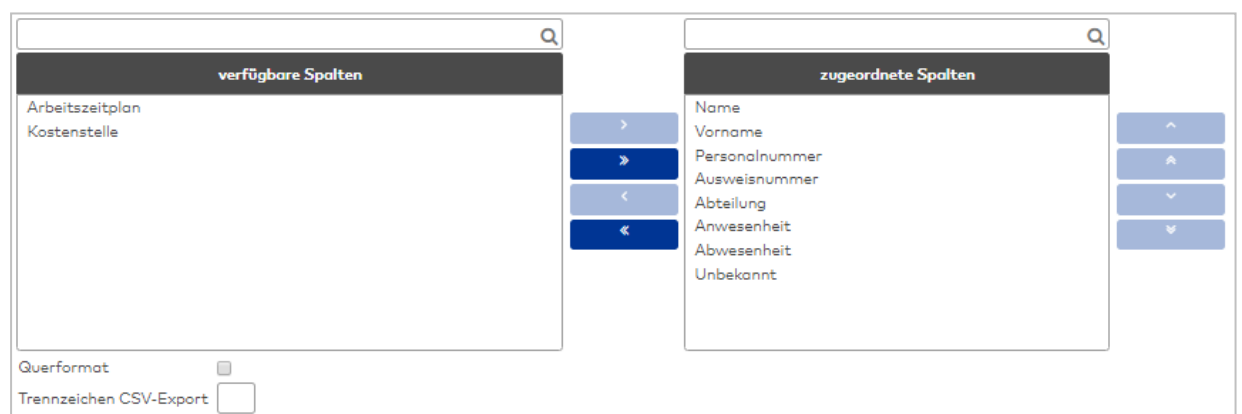 verfügbare Spalten
Arbeitszeitplan
Kostenstelle
zugeordnete Spalten
Name
Vorname
Personalnummer
Ausweisnummer
Abteilung
Anwesenheit
Abwesenheit
Unbekannt
Querformat
Trennzeichen CSV-Export